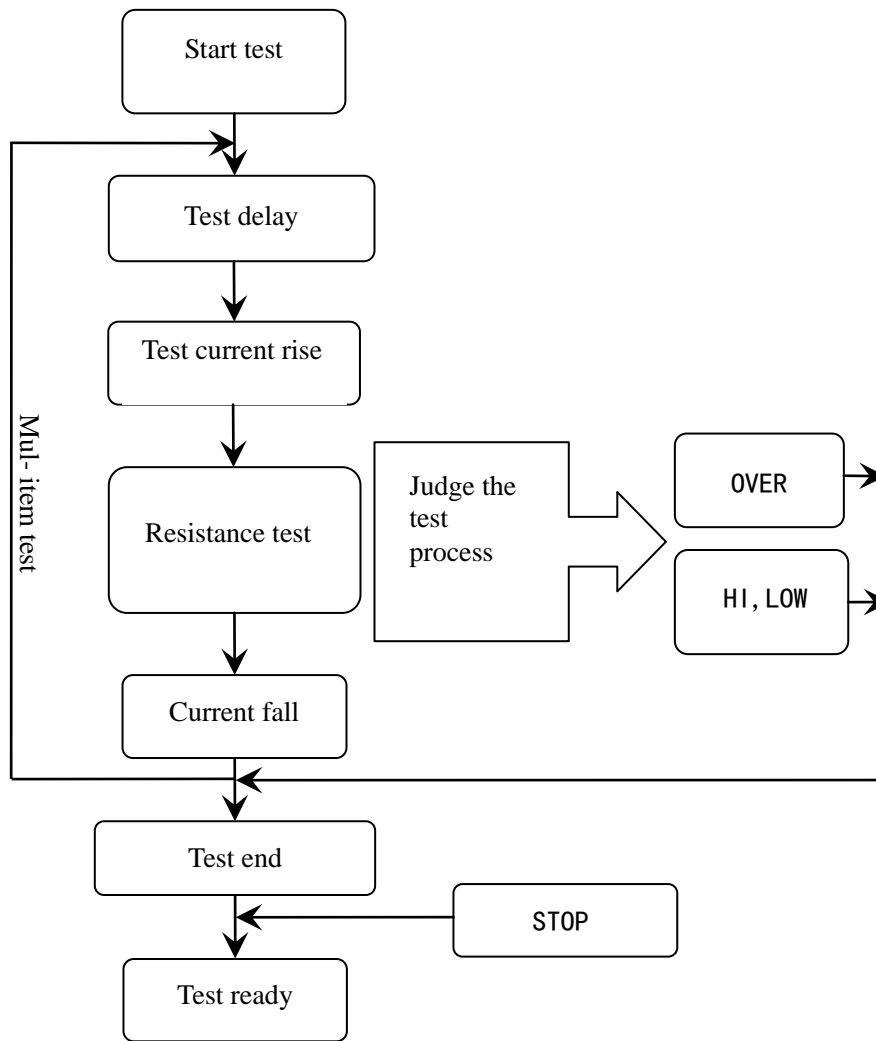 Start test
Test delay
Test current rise
Mul- item test
Resistance test
Judge the
test
process
OVER
HI, LOW
Current fall
Test end
STOP
Test ready